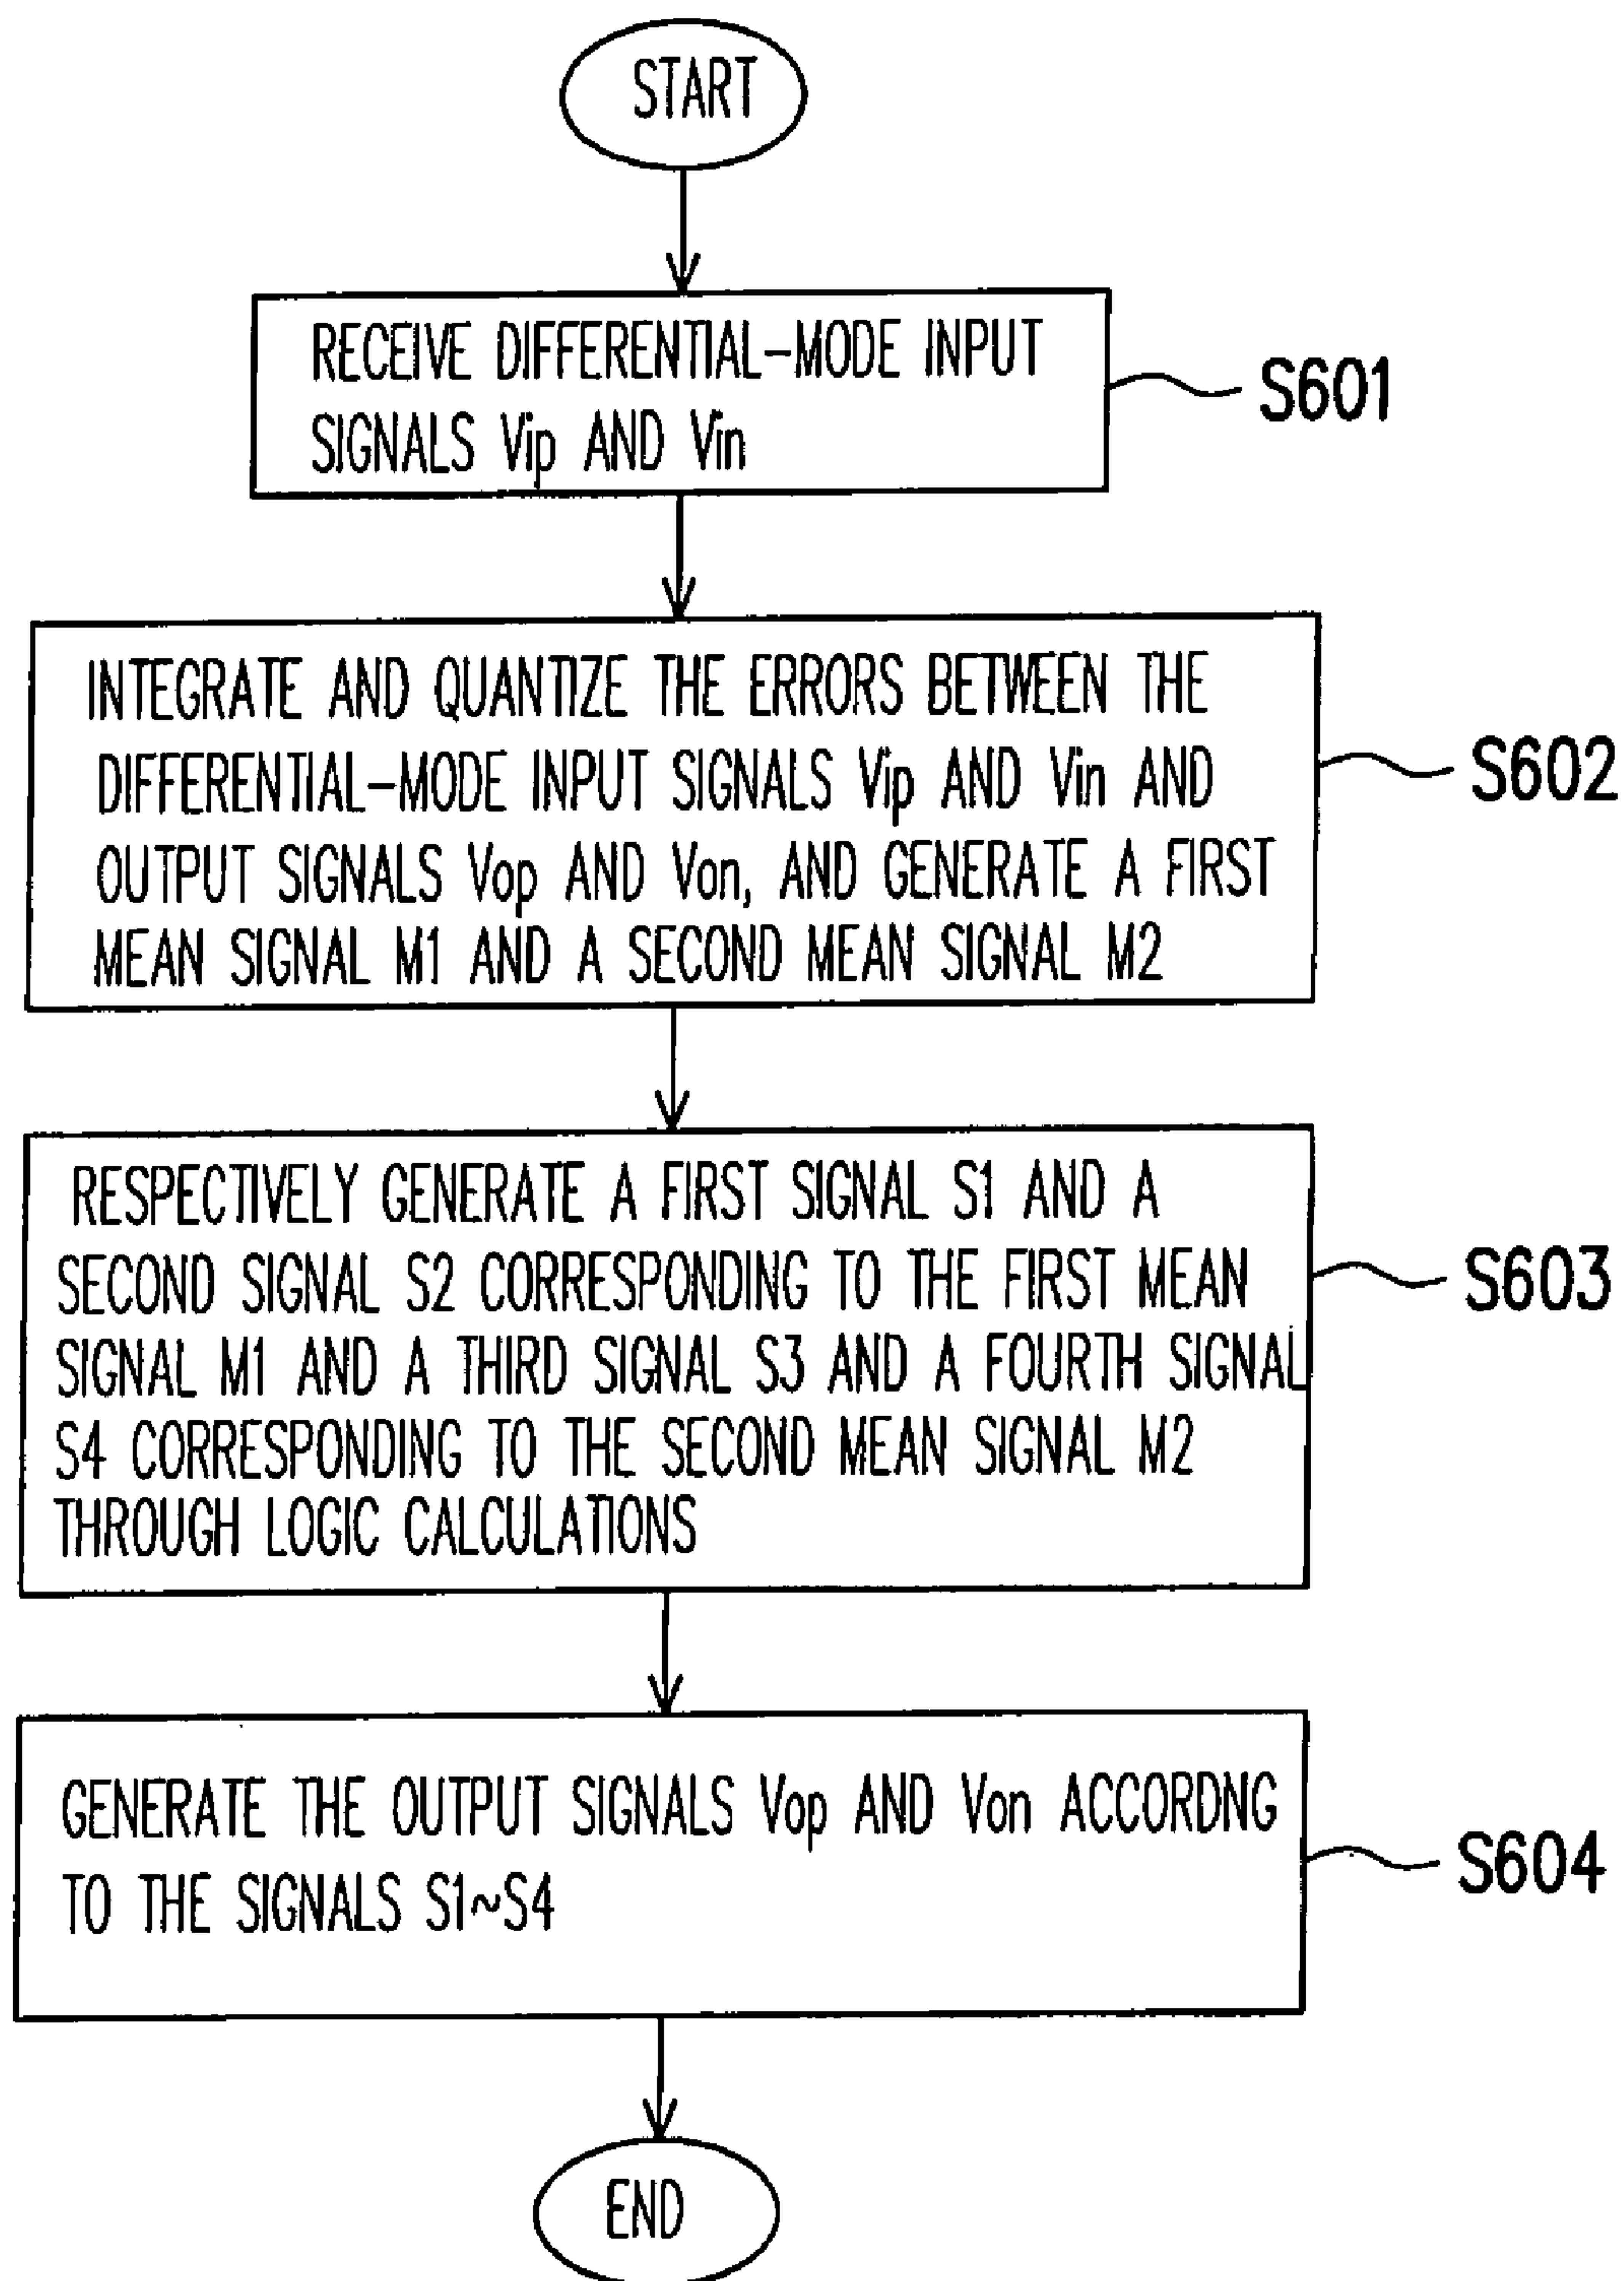 START
RECEIVE DIFFERENTIAL-MODE INPUT
SIGNALS Vip AND Vin
S601
INTEGRATE AND QUANTIZE THE ERRORS BETWEEN THE
DIFFERENTIAL-MODE INPUT SIGNALS Vip AND Vin AND
OUTPUT SIGNALS Vop AND Von, AND GENERATE A FIRST
MEAN SIGNAL M1 AND A SECOND MEAN SIGNAL M2
S602
RESPECTIVELY GENERATE A FIRST SIGNAL S1 AND A
SECOND SIGNAL S2 CORRESPONDING TO THE FIRST MEAN
SIGNAL M1 AND A THIRD SIGNAL S3 AND A FOURTH SIGNAL
S4 CORRESPONDING TO THE SECOND MEAN SIGNAL M2
THROUGH LOGIC CALCULATIONS
S603
GENERATE THE OUTPUT SIGNALS Vop AND Von ACCORDNG
TO THE SIGNALS S1~S4
S604
END